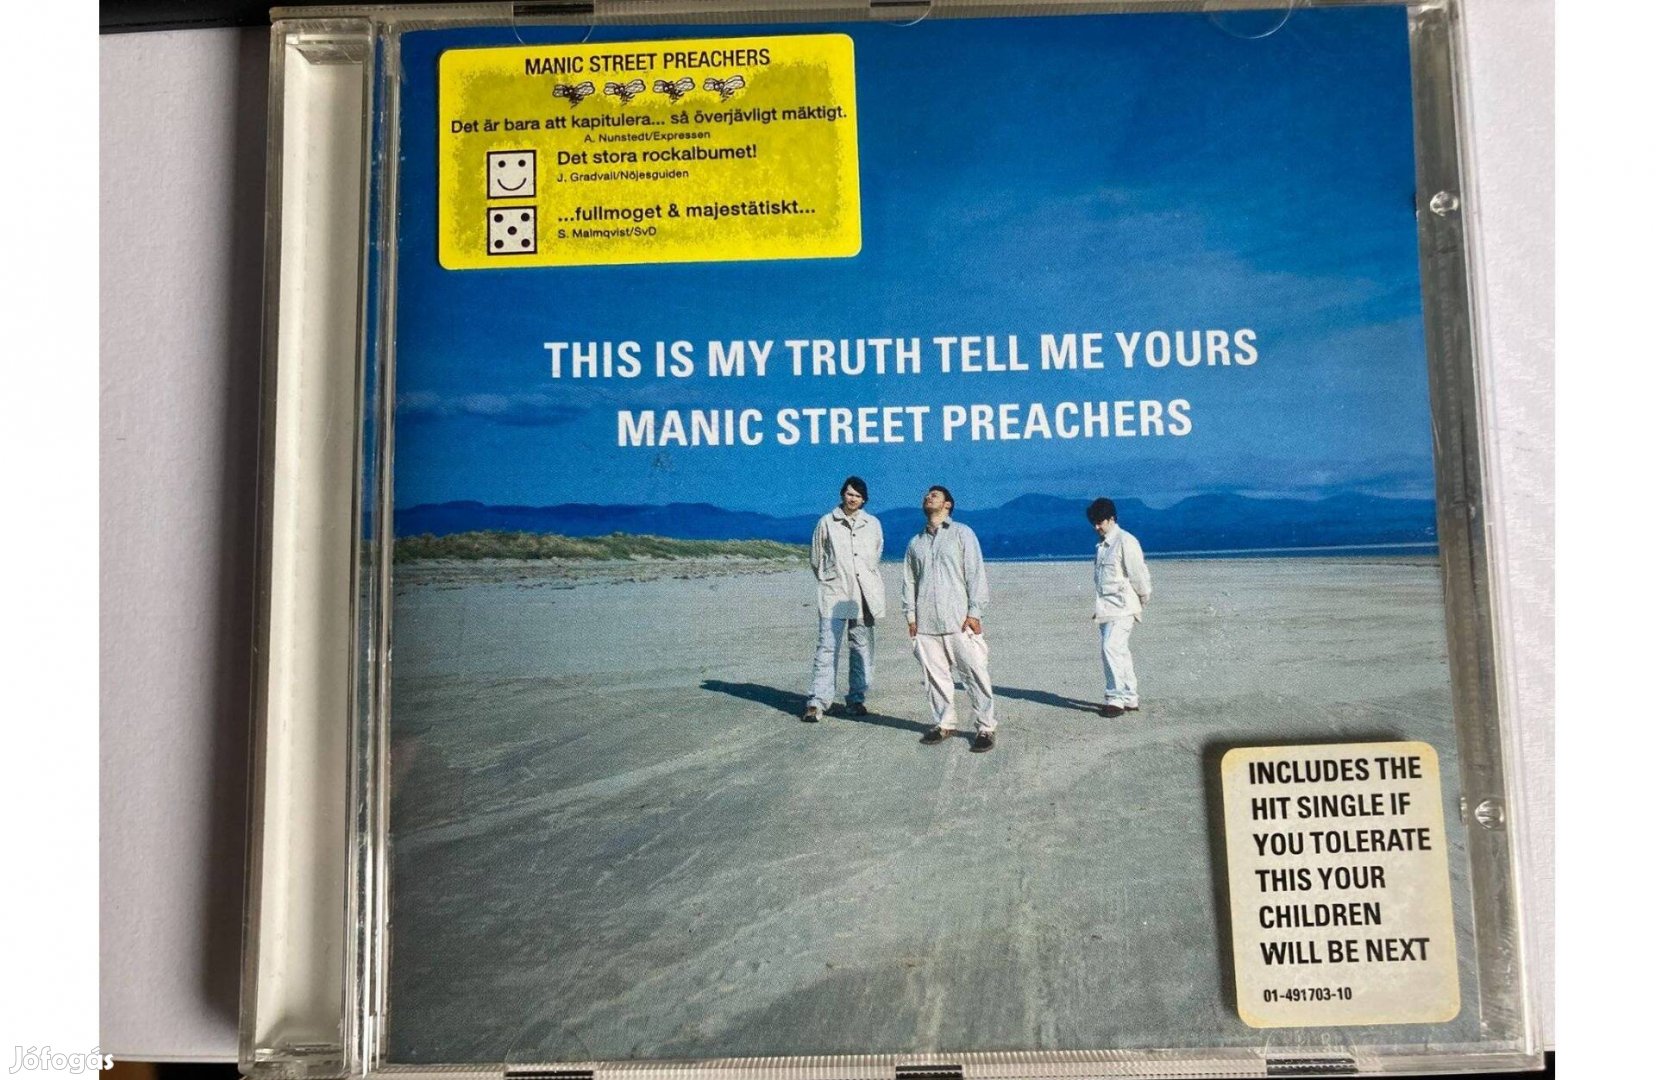 MANIC STREET PREACHERS
Det är bara att kapitulera... så överjävligt mäktigt.
A. Nunstedt/Expressen
Det stora rockalbumet!
J. Gradvall/Nöjesguiden
...fullmoget & majestätiskt...
S. Malmqvist/SvD
THIS IS MY TRUTH TELL ME YOURS
MANIC STREET PREACHERS
INCLUDES THE
HIT SINGLE IF
YOU TOLERATE
THIS YOUR
CHILDREN
WILL BE NEXT
01-491703-10
Jófogás